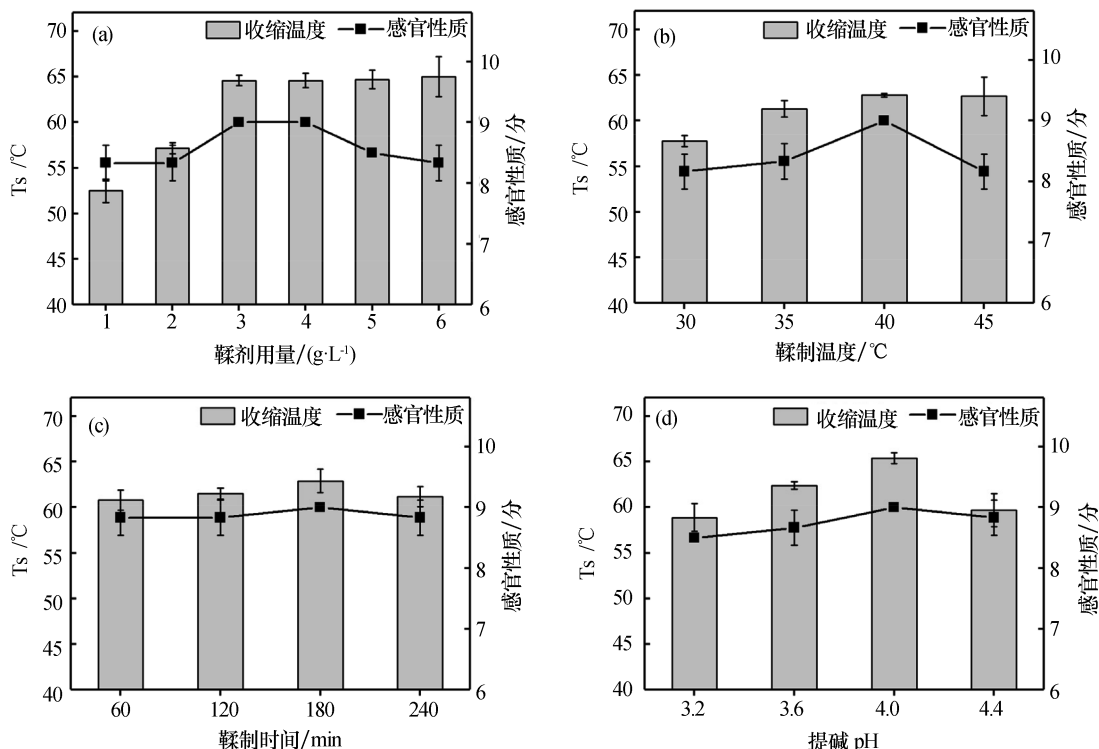 (a)
收缩温度
感官性质
70
65
60
55
50
45
40
Ts /℃
10
9
8
7
6
感官性质/分
1 2 3 4 5 6
鞣剂用量/(g·L⁻¹)
(b)
收缩温度
感官性质
70
65
60
55
50
45
40
Ts /℃
10
9
8
7
6
感官性质/分
30 35 40 45
鞣制温度/℃
(c)
收缩温度
感官性质
70
65
60
55
50
45
40
Ts /℃
10
9
8
7
6
感官性质/分
60 120 180 240
鞣制时间/min
(d)
收缩温度
感官性质
70
65
60
55
50
45
40
Ts /℃
10
9
8
7
6
感官性质/分
3.2 3.6 4.0 4.4
提碱 pH